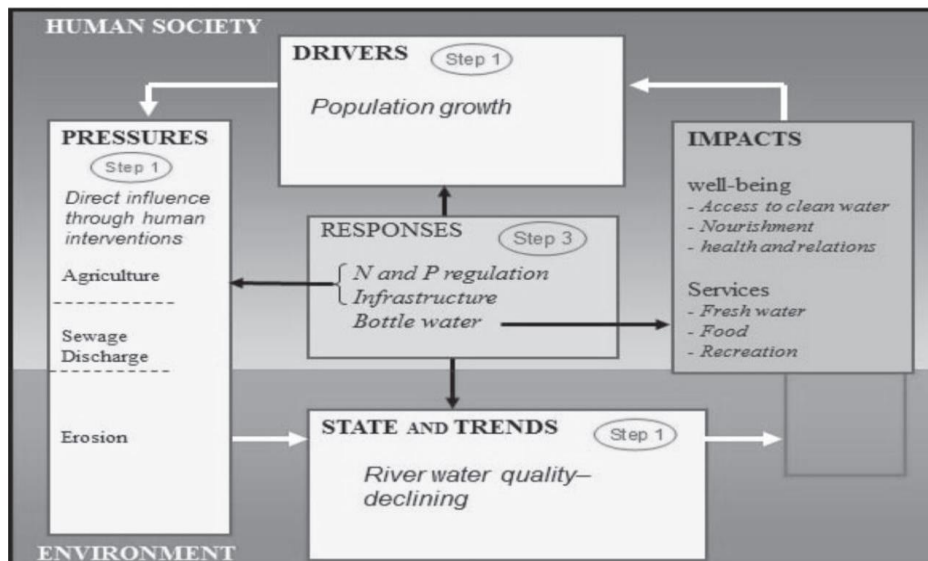 HUMAN SOCIETY
DRIVERS Step 1
Population growth
PRESSURES
Step 1
Direct influence
through human
interventions
Agriculture
Sewage
Discharge
Erosion
RESPONSES Step 3
N and P regulation
Infrastructure
Bottle water
IMPACTS
well-being
- Access to clean water
- Nourishment
- health and relations
Services
- Fresh water
- Food
- Recreation
STATE AND TRENDS Step 1
River water quality–
declining
ENVIRONMENT